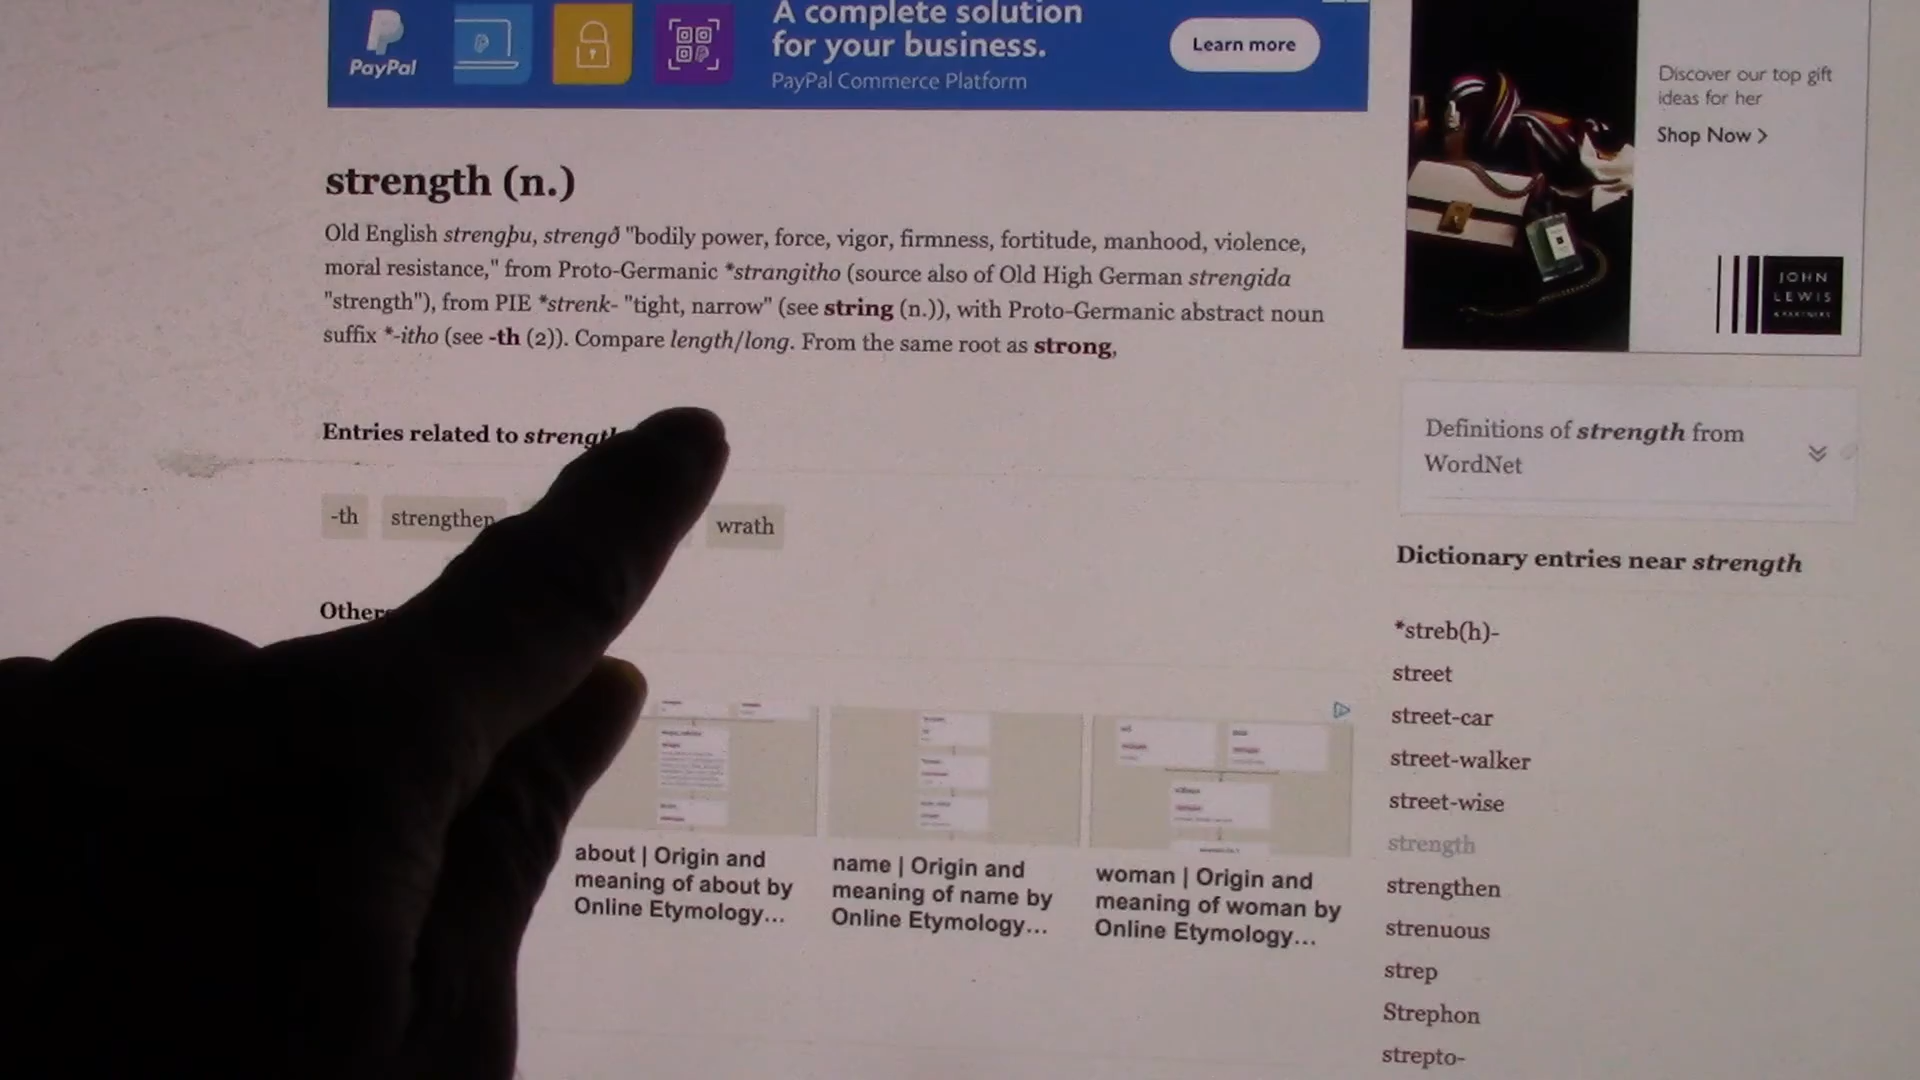 PayPal
A complete solution
for your business.
PayPal Commerce Platform
Learn more
Discover our top gift
ideas for her
Shop Now >
JOHN
LEWIS
& PARTNERS
strength (n.)
Old English strengþu, strengð "bodily power, force, vigor, firmness, fortitude, manhood, violence,
moral resistance," from Proto-Germanic *strangitho (source also of Old High German strengida
"strength"), from PIE *strenk- "tight, narrow" (see string (n.)), with Proto-Germanic abstract noun
suffix *-itho (see -th (2)). Compare length/long. From the same root as strong,
Entries related to strength
-th strengthen wrath
Others
about | Origin and
meaning of about by
Online Etymology...
name | Origin and
meaning of name by
Online Etymology...
woman | Origin and
meaning of woman by
Online Etymology...
Definitions of strength from
WordNet
Dictionary entries near strength
*streb(h)-
street
street-car
street-walker
street-wise
strength
strengthen
strenuous
strep
Strephon
strepto-